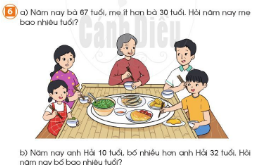 6 a) Năm nay bà 67 tuổi, mẹ ít hơn bà 30 tuổi. Hỏi năm nay mẹ
bao nhiêu tuổi?
Cánh Diều
b) Năm nay anh Hải 10 tuổi, bố nhiều hơn anh Hải 32 tuổi. Hỏi
năm nay bố bao nhiêu tuổi?